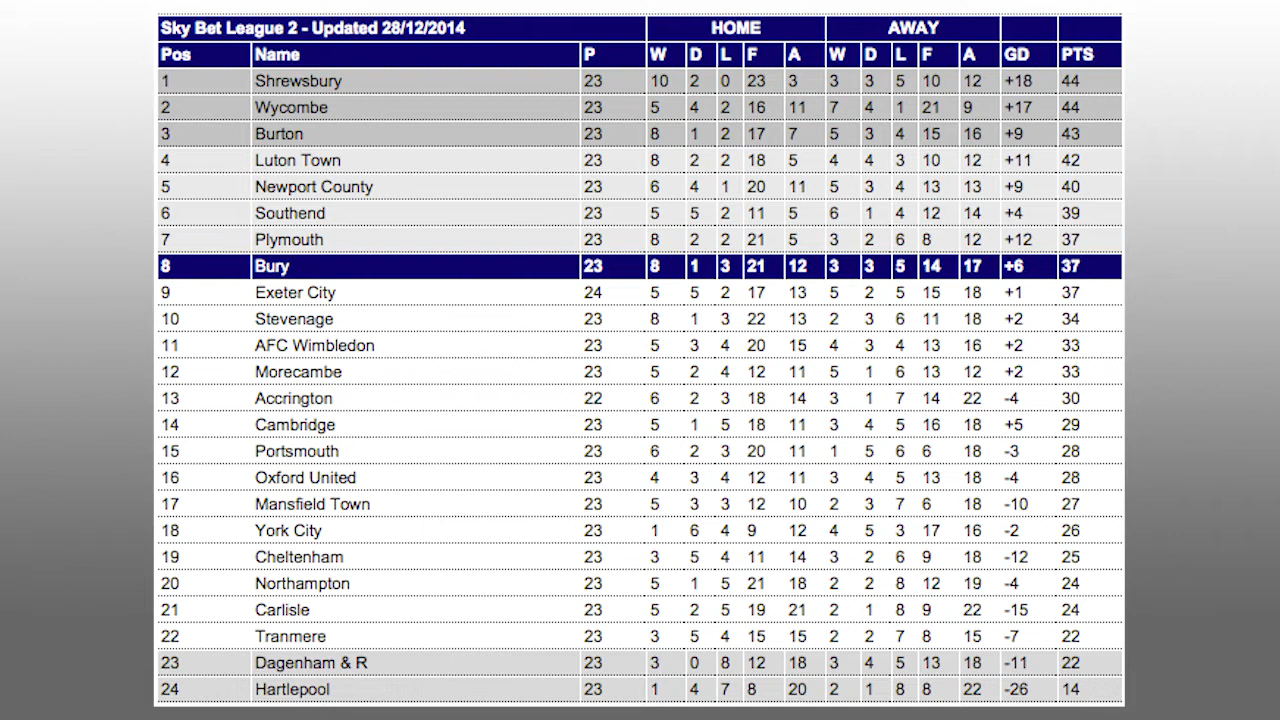 Sky Bet League 2 - Updated 28/12/2014 HOME AWAY
Pos Name P W D L F A W D L F A GD PTS
1 Shrewsbury 23 10 2 0 23 3 3 3 5 10 12 +18 44
2 Wycombe 23 5 4 2 16 11 7 4 1 21 9 +17 44
3 Burton 23 8 1 2 17 7 5 3 4 15 16 +9 43
4 Luton Town 23 8 2 2 18 5 4 4 3 10 12 +11 42
5 Newport County 23 6 4 1 20 11 5 3 4 13 13 +9 40
6 Southend 23 5 5 2 11 5 6 1 4 12 14 +4 39
7 Plymouth 23 8 2 2 21 5 3 2 6 8 12 +12 37
8 Bury 23 8 1 3 21 12 3 3 5 14 17 +6 37
9 Exeter City 24 5 5 2 17 13 5 2 5 15 18 +1 37
10 Stevenage 23 8 1 3 22 13 2 3 6 11 18 +2 34
11 AFC Wimbledon 23 5 3 4 20 15 4 3 4 13 16 +2 33
12 Morecambe 23 5 2 4 12 11 5 1 6 13 12 +2 33
13 Accrington 22 6 2 3 18 14 3 1 7 14 22 -4 30
14 Cambridge 23 5 1 5 18 11 3 4 5 16 18 +5 29
15 Portsmouth 23 6 2 3 20 11 1 5 6 6 18 -3 28
16 Oxford United 23 4 3 4 12 11 3 4 5 13 18 -4 28
17 Mansfield Town 23 5 3 3 12 10 2 3 7 6 18 -10 27
18 York City 23 1 6 4 9 12 4 5 3 17 16 -2 26
19 Cheltenham 23 3 5 4 11 14 3 2 6 9 18 -12 25
20 Northampton 23 5 1 5 21 18 2 2 8 12 19 -4 24
21 Carlisle 23 5 2 5 19 21 2 1 8 9 22 -15 24
22 Tranmere 23 3 5 4 15 15 2 2 7 8 15 -7 22
23 Dagenham & R 23 3 0 8 12 18 3 4 5 13 18 -11 22
24 Hartlepool 23 1 4 7 8 20 2 1 8 8 22 -26 14